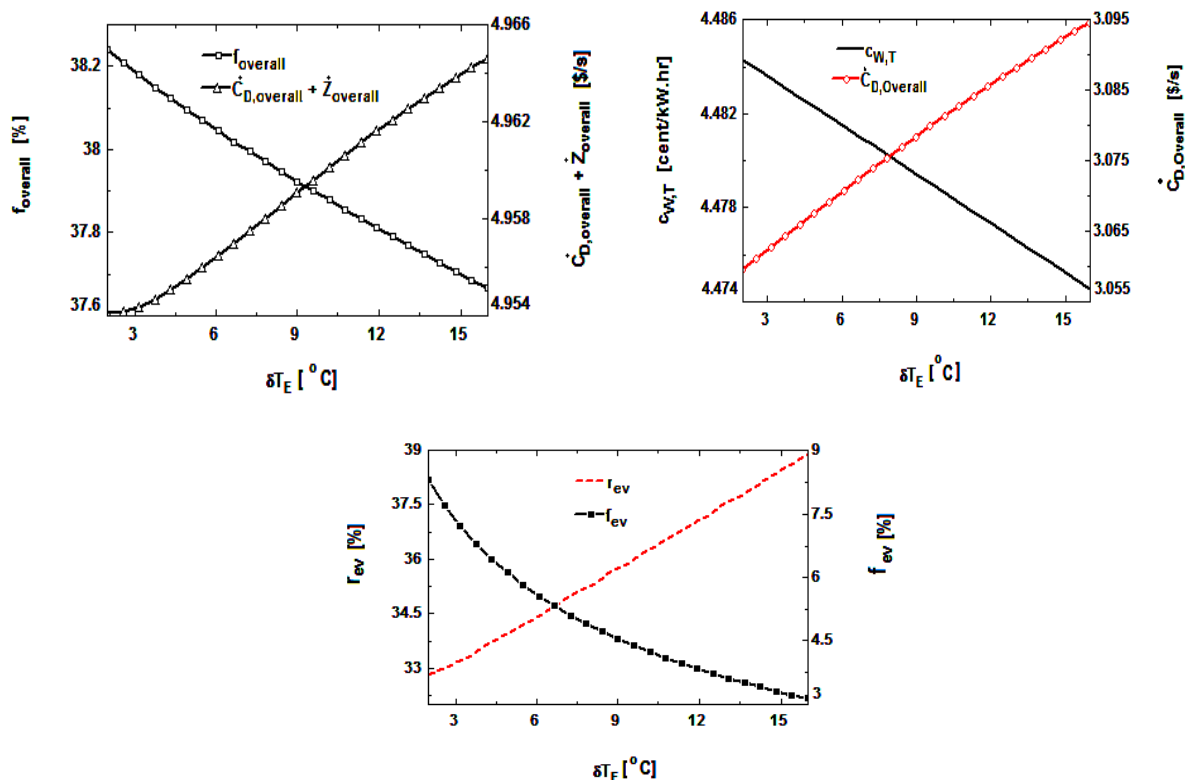 f_overall [%]
38.2
38
37.8
37.6
3 6 9 12 15
δT_E [ °C]
f_overall
Ċ_D,overall + Ż_overall
4.966
4.962
4.958
4.954
Ċ_D,overall + Ż_overall [$/s]
c_W,T [cent/kW.hr]
4.486
4.482
4.478
4.474
3 6 9 12 15
δT_E [ °C]
c_W,T
Ċ_D,Overall
3.095
3.085
3.075
3.065
3.055
Ċ_D,Overall [$/s]
r_ev [%]
39
37.5
36
34.5
33
3 6 9 12 15
δT_E [°C]
r_ev
f_ev
9
7.5
6
4.5
3
f_ev [%]